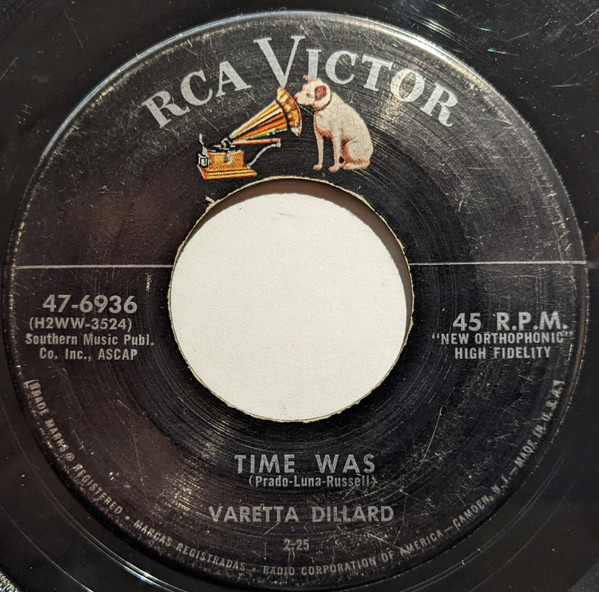 RCA VICTOR
47-6936
(H2WW-3524)
Southern Music Publ.
Co. Inc., ASCAP
45 R.P.M.
"NEW ORTHOPHONIC"
HIGH FIDELITY
TIME WAS
(Prado-Luna-Russell)
VARETTA DILLARD
2-25
TRADE MARKS ® REGISTERED • MARCAS REGISTRADAS • RADIO CORPORATION OF AMERICA—CAMDEN, N.J.—MADE IN U.S.A.